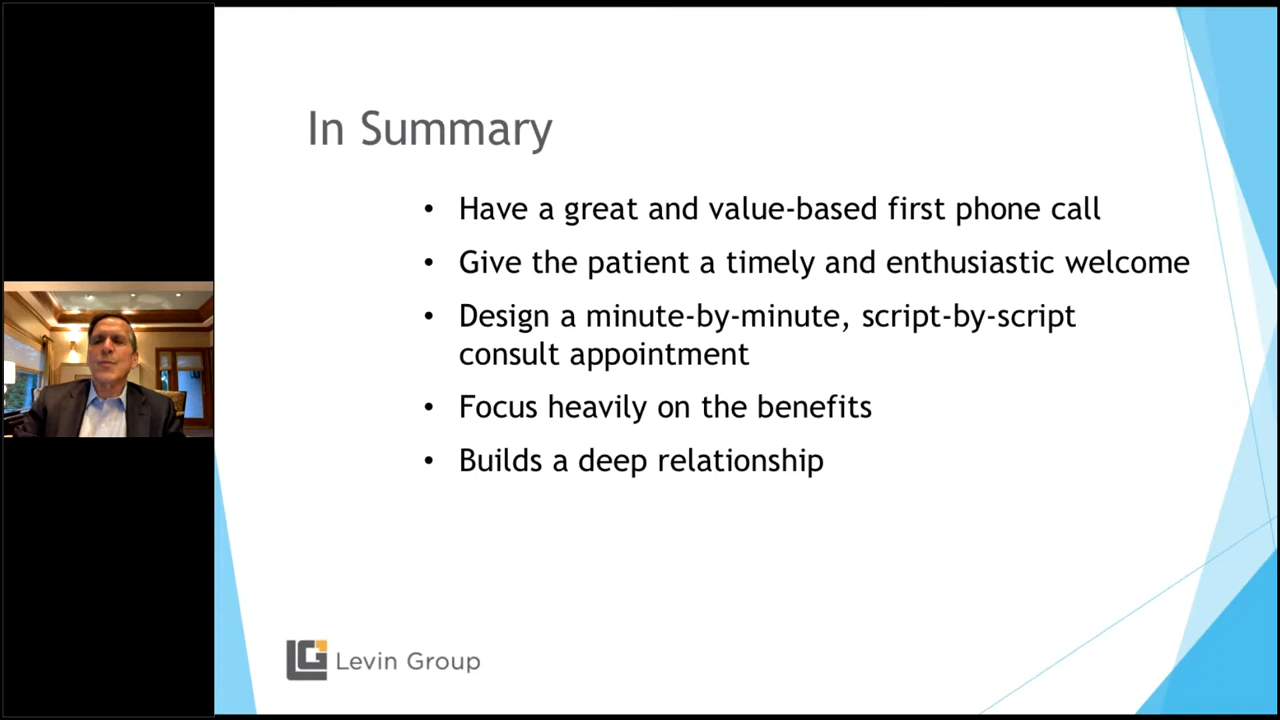 In Summary
• Have a great and value-based first phone call
• Give the patient a timely and enthusiastic welcome
• Design a minute-by-minute, script-by-script
consult appointment
• Focus heavily on the benefits
• Builds a deep relationship
LG Levin Group